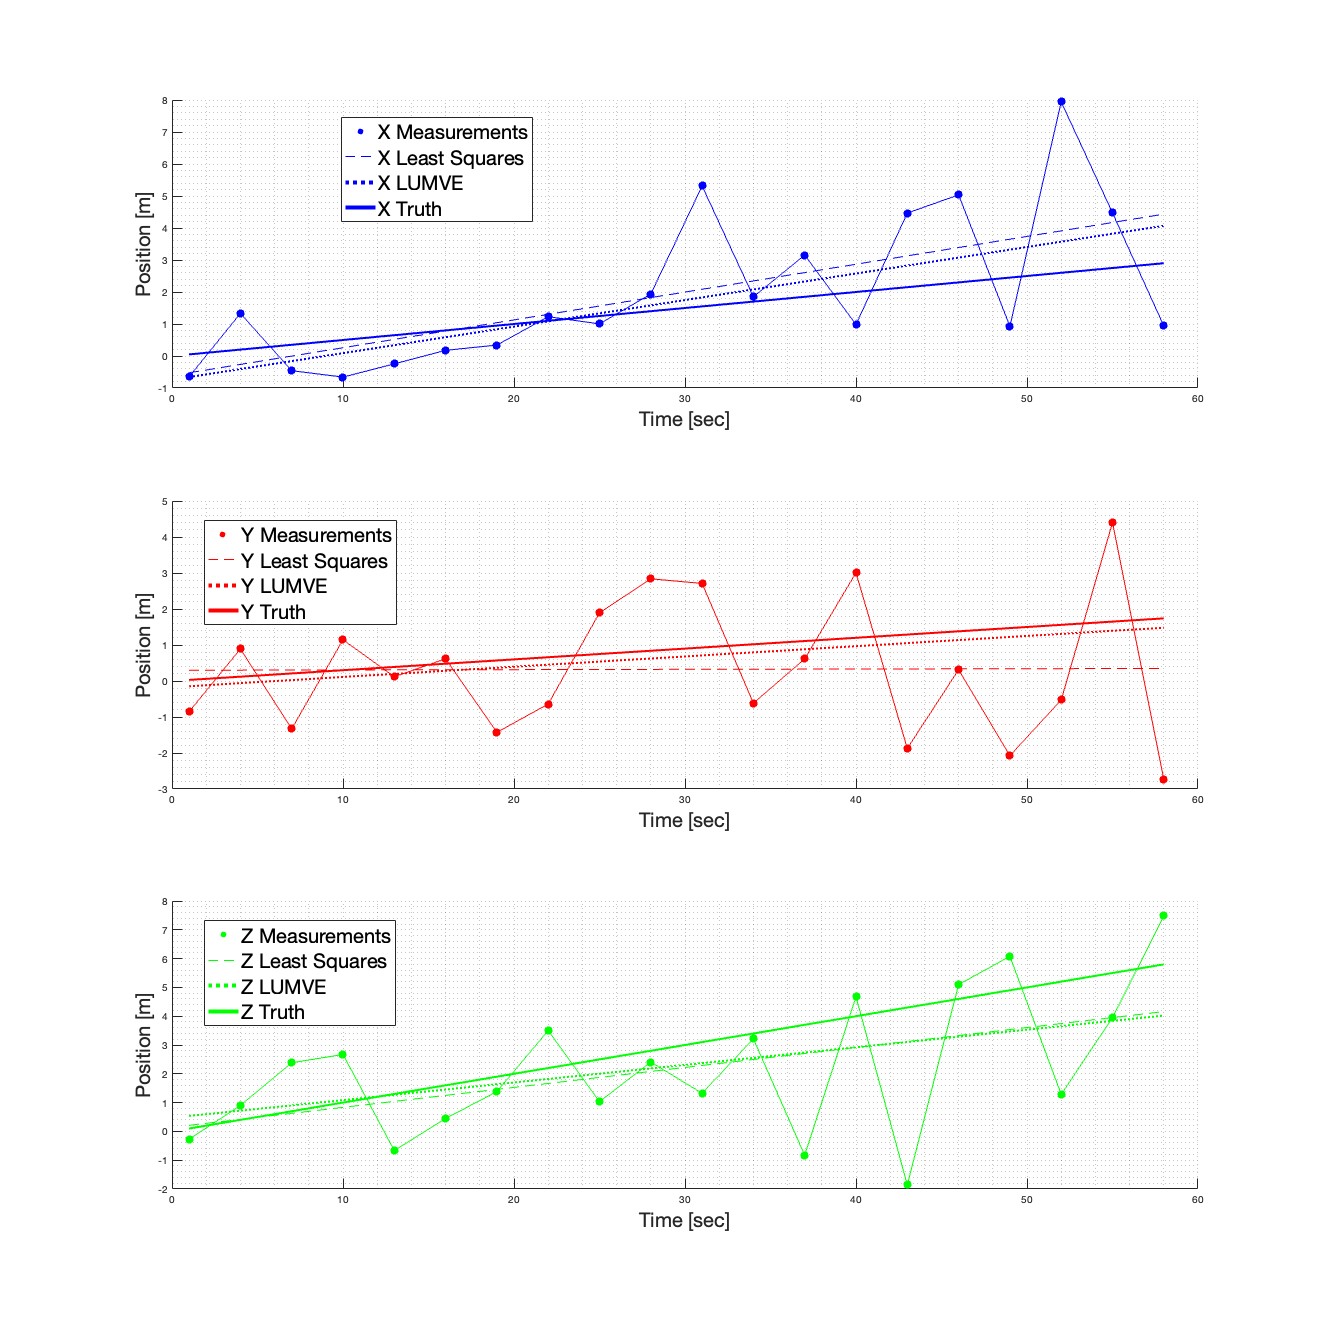 8
7
6
5
4
3
2
1
0
-1
Position [m]
X Measurements
X Least Squares
X LUMVE
X Truth
0 10 20 30 40 50 60
Time [sec]
5
4
3
2
1
0
-1
-2
-3
Position [m]
Y Measurements
Y Least Squares
Y LUMVE
Y Truth
0 10 20 30 40 50 60
Time [sec]
8
7
6
5
4
3
2
1
0
-1
-2
Position [m]
Z Measurements
Z Least Squares
Z LUMVE
Z Truth
0 10 20 30 40 50 60
Time [sec]